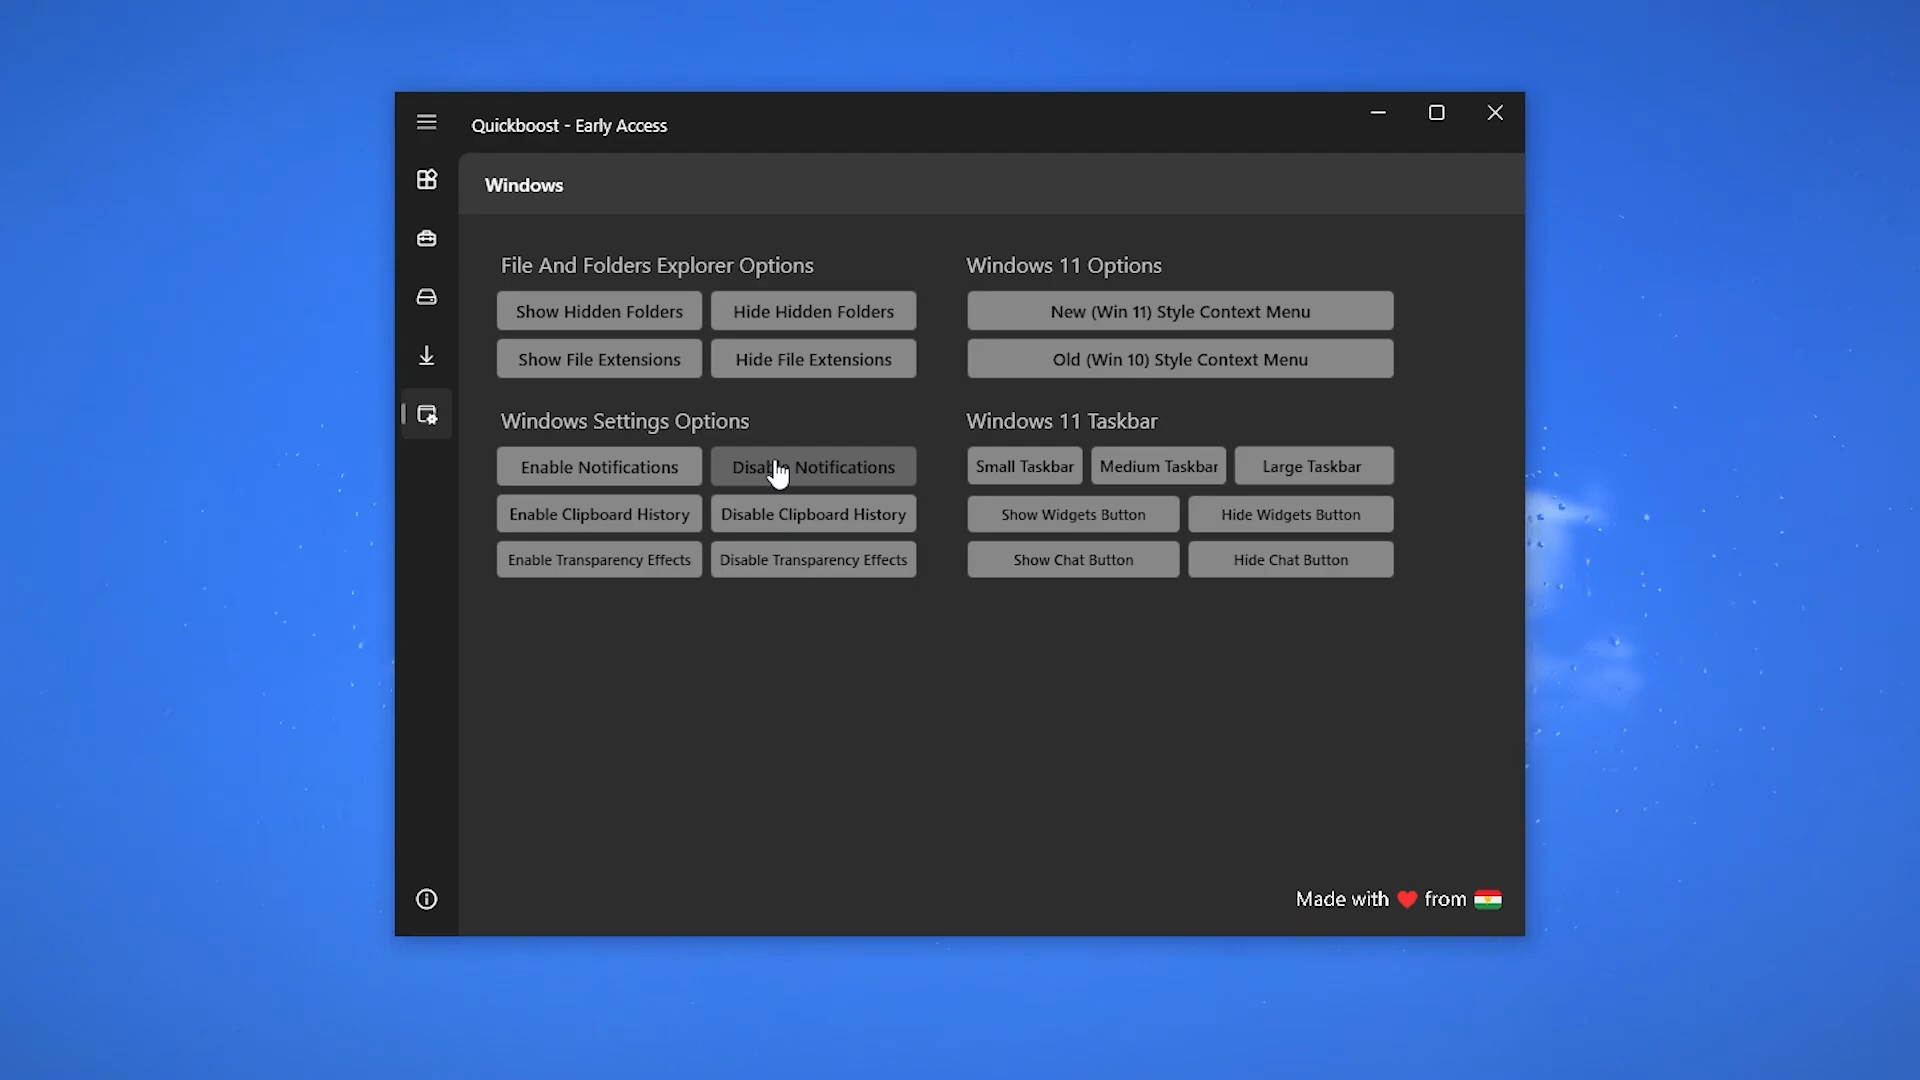 Quickboost - Early Access
Windows
File And Folders Explorer Options
Show Hidden Folders
Hide Hidden Folders
Show File Extensions
Hide File Extensions
Windows Settings Options
Enable Notifications
Disable Notifications
Enable Clipboard History
Disable Clipboard History
Enable Transparency Effects
Disable Transparency Effects
Windows 11 Options
New (Win 11) Style Context Menu
Old (Win 10) Style Context Menu
Windows 11 Taskbar
Small Taskbar
Medium Taskbar
Large Taskbar
Show Widgets Button
Hide Widgets Button
Show Chat Button
Hide Chat Button
Made with ❤ from